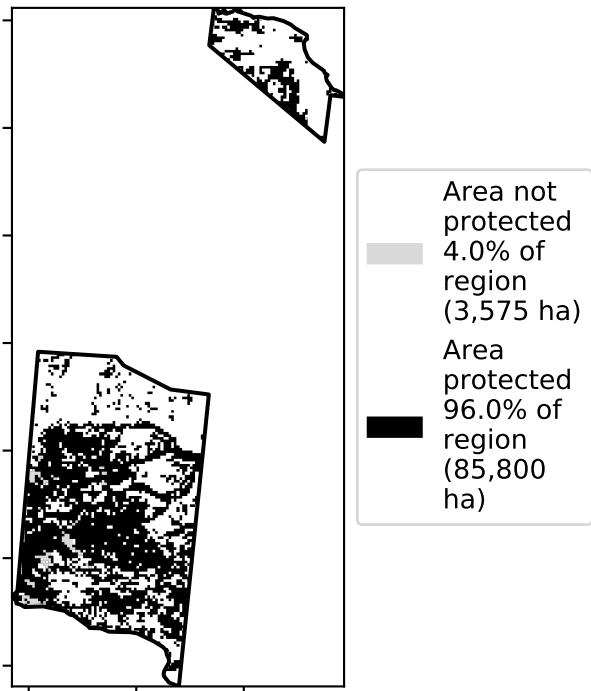 Area not
protected
4.0% of
region
(3,575 ha)
Area
protected
96.0% of
region
(85,800
ha)